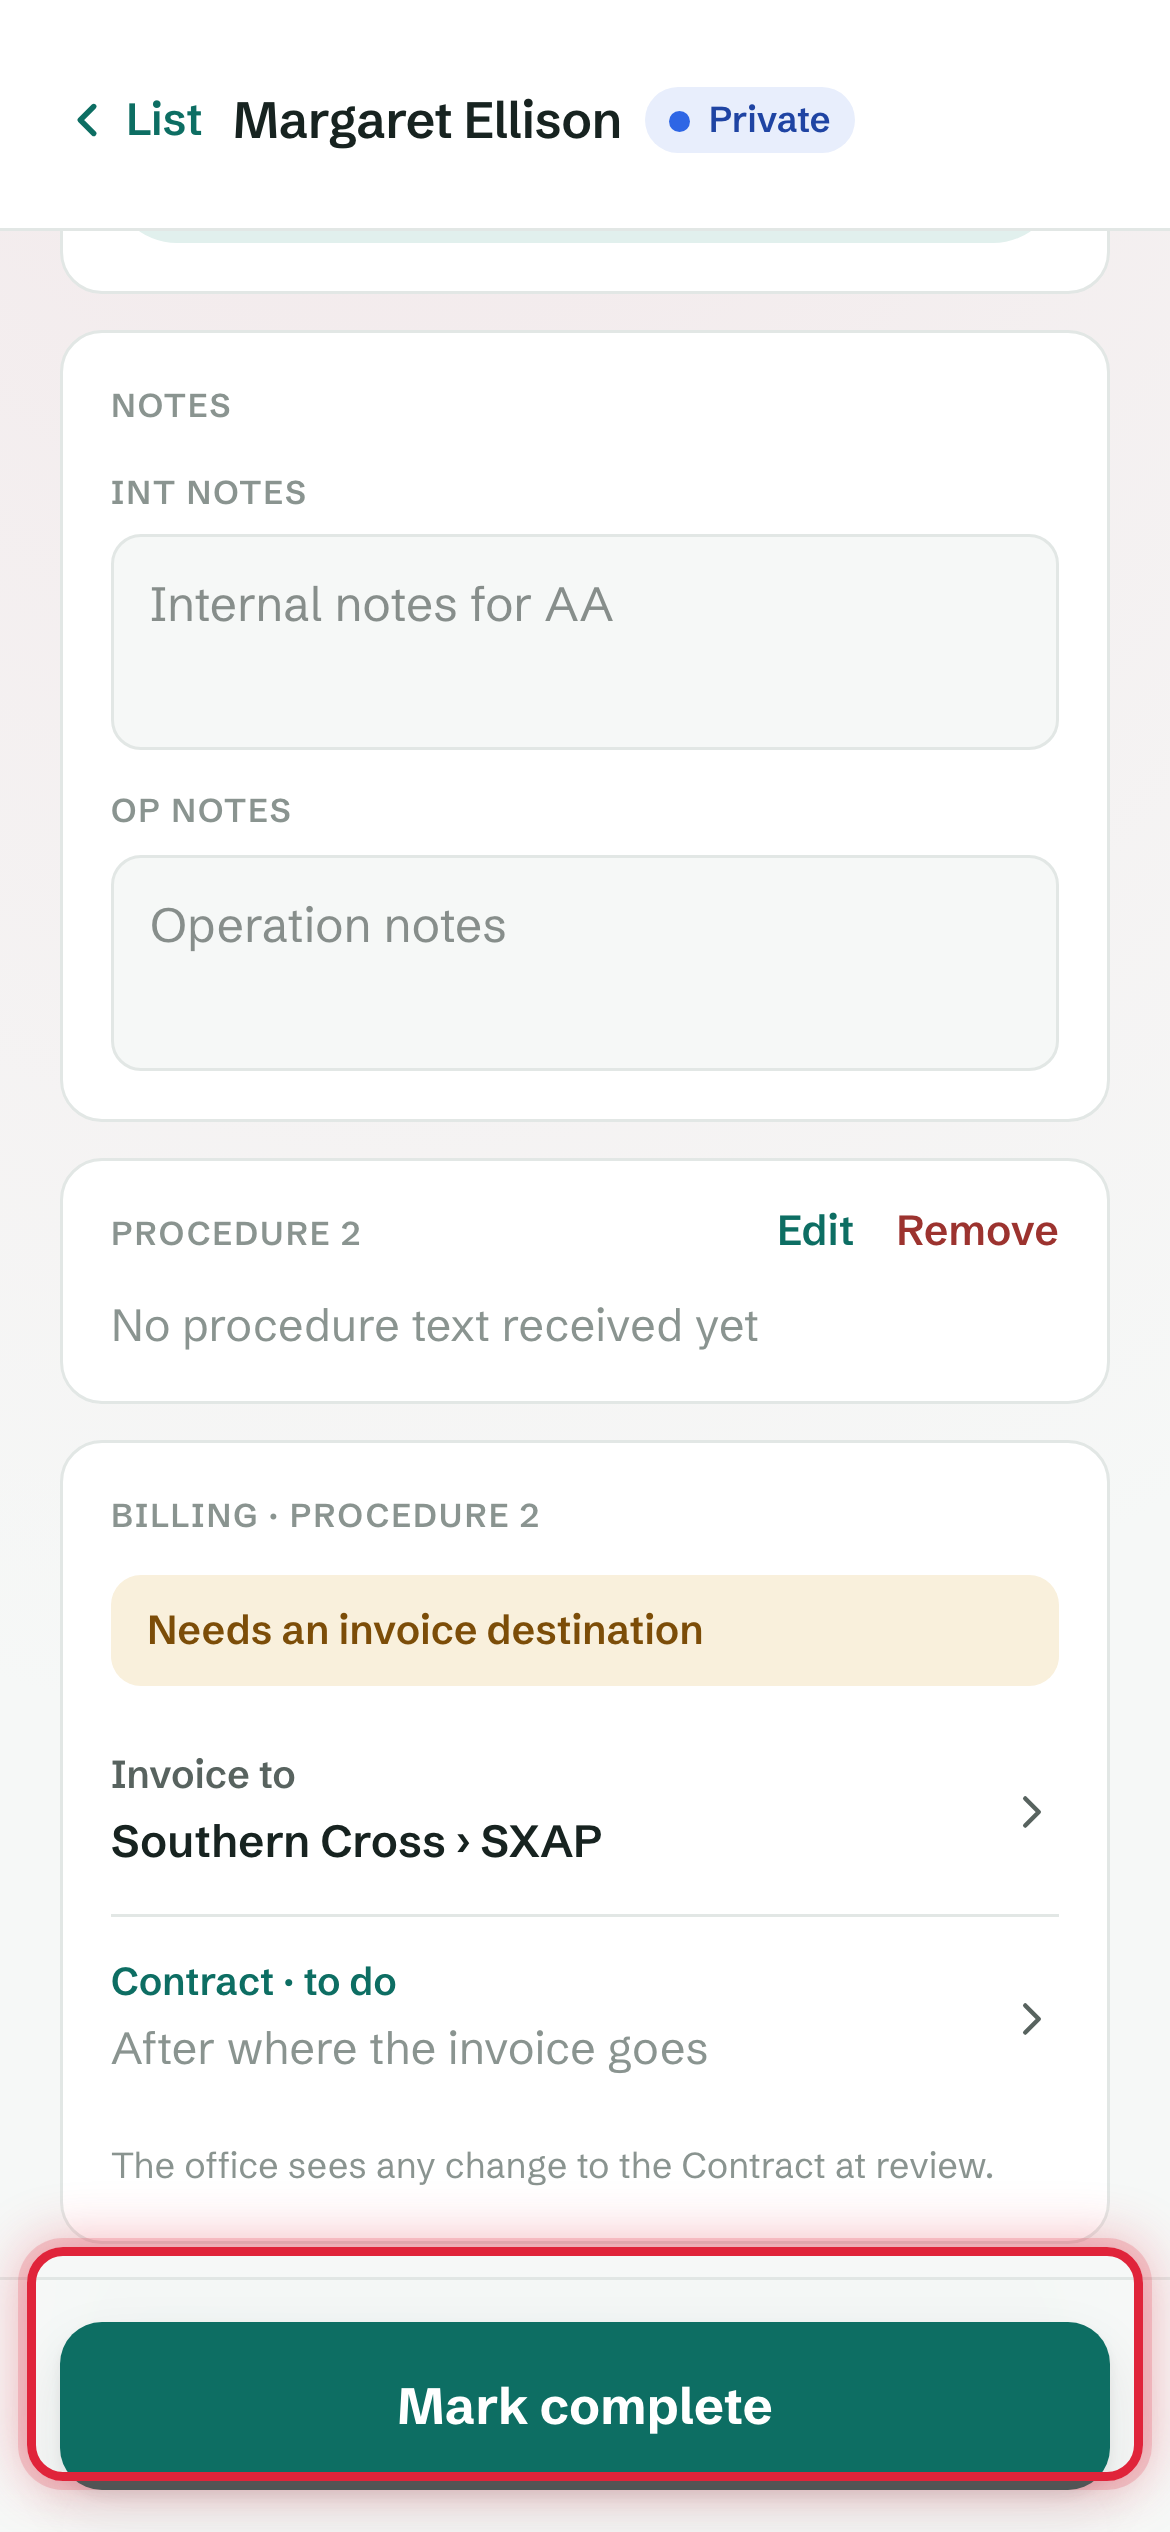 List Margaret Ellison Private
NOTES
INT NOTES
Internal notes for AA
OP NOTES
Operation notes
PROCEDURE 2 Edit Remove
No procedure text received yet
BILLING · PROCEDURE 2
Needs an invoice destination
Invoice to
Southern Cross › SXAP
Contract · to do
After where the invoice goes
The office sees any change to the Contract at review.
Mark complete